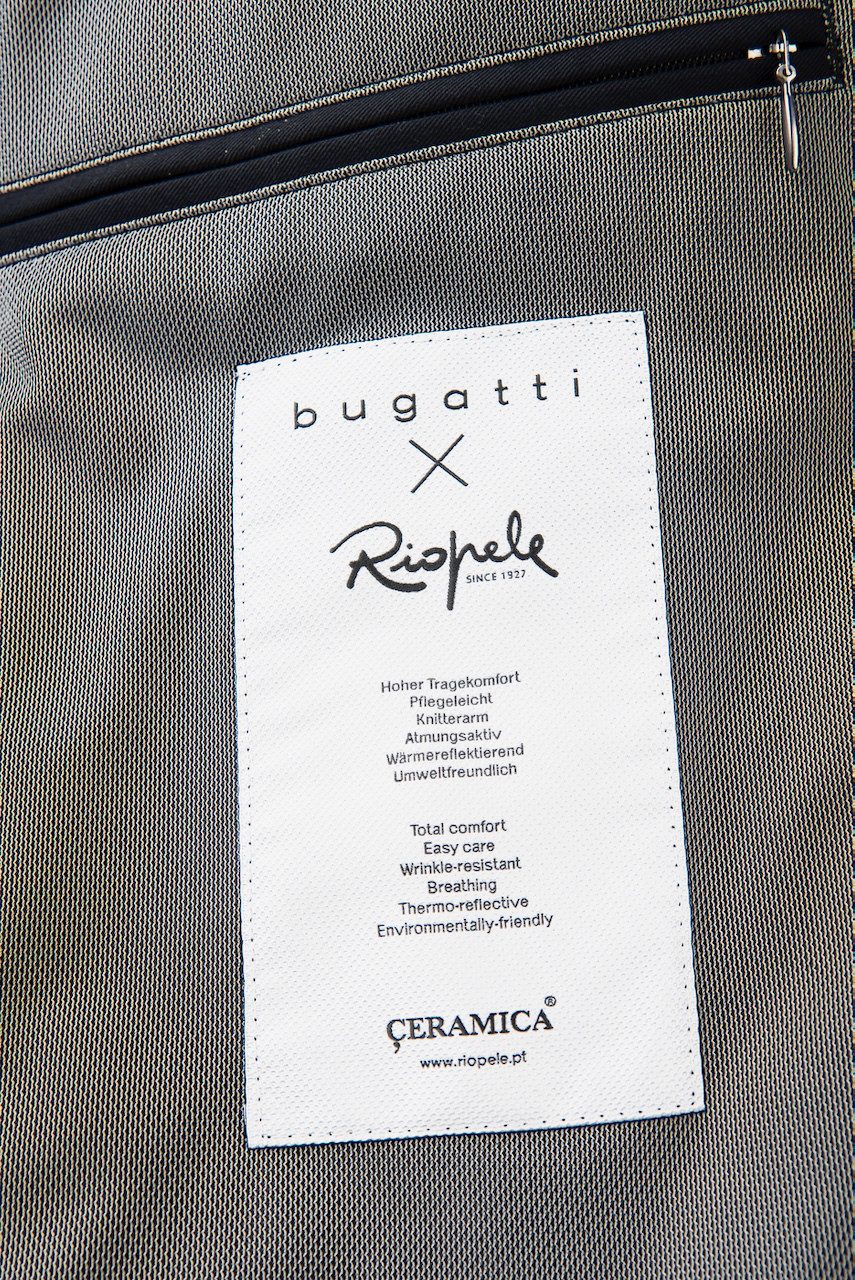 bugatti
X
Riopele
SINCE 1927
Hoher Tragekomfort
Pflegeleicht
Knitterarm
Atmungsaktiv
Wärmereflektierend
Umweltfreundlich
Total comfort
Easy care
Wrinkle-resistant
Breathing
Thermo-reflective
Environmentally-friendly
ÇERAMICA®
www.riopele.pt